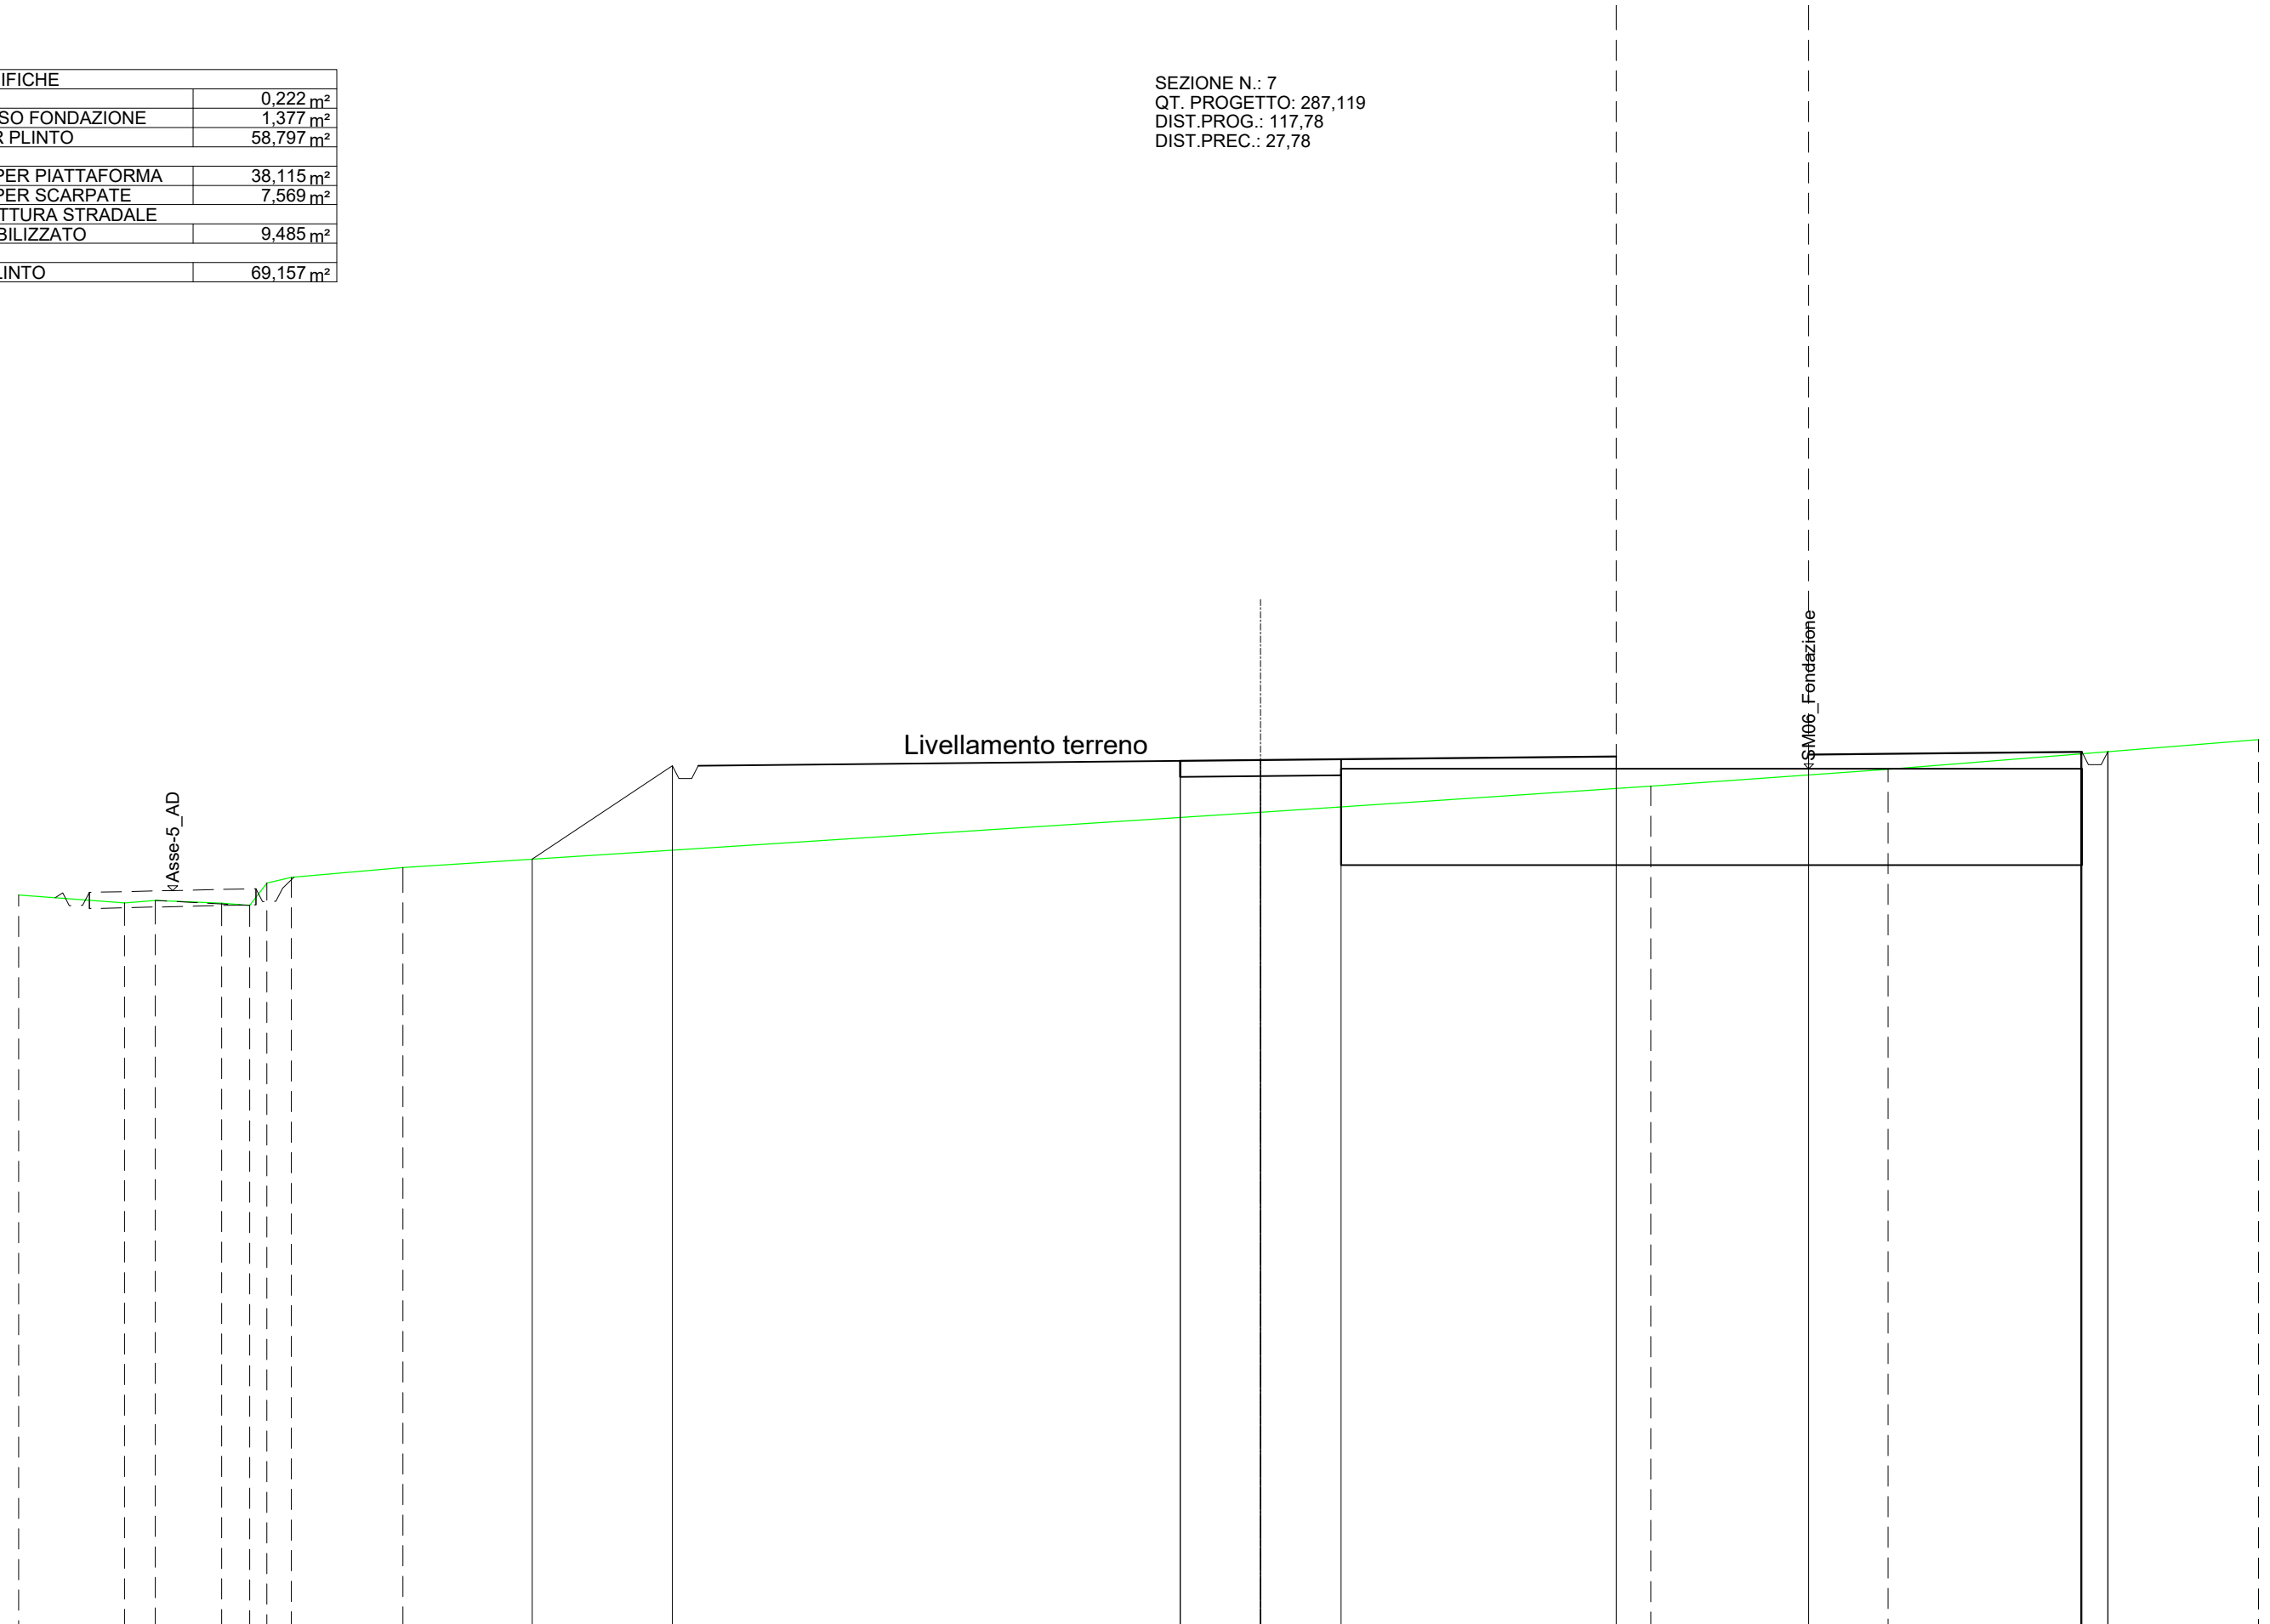 IFICHE
0,222 m²
SO FONDAZIONE 1,377 m²
R PLINTO 58,797 m²
PER PIATTAFORMA 38,115 m²
PER SCARPATE 7,569 m²
TTURA STRADALE
BILIZZATO 9,485 m²
LINTO 69,157 m²
SEZIONE N.: 7
QT. PROGETTO: 287,119
DIST.PROG.: 117,78
DIST.PREC.: 27,78
SM06_Fondazione
Livellamento terreno
Asse-5_AD